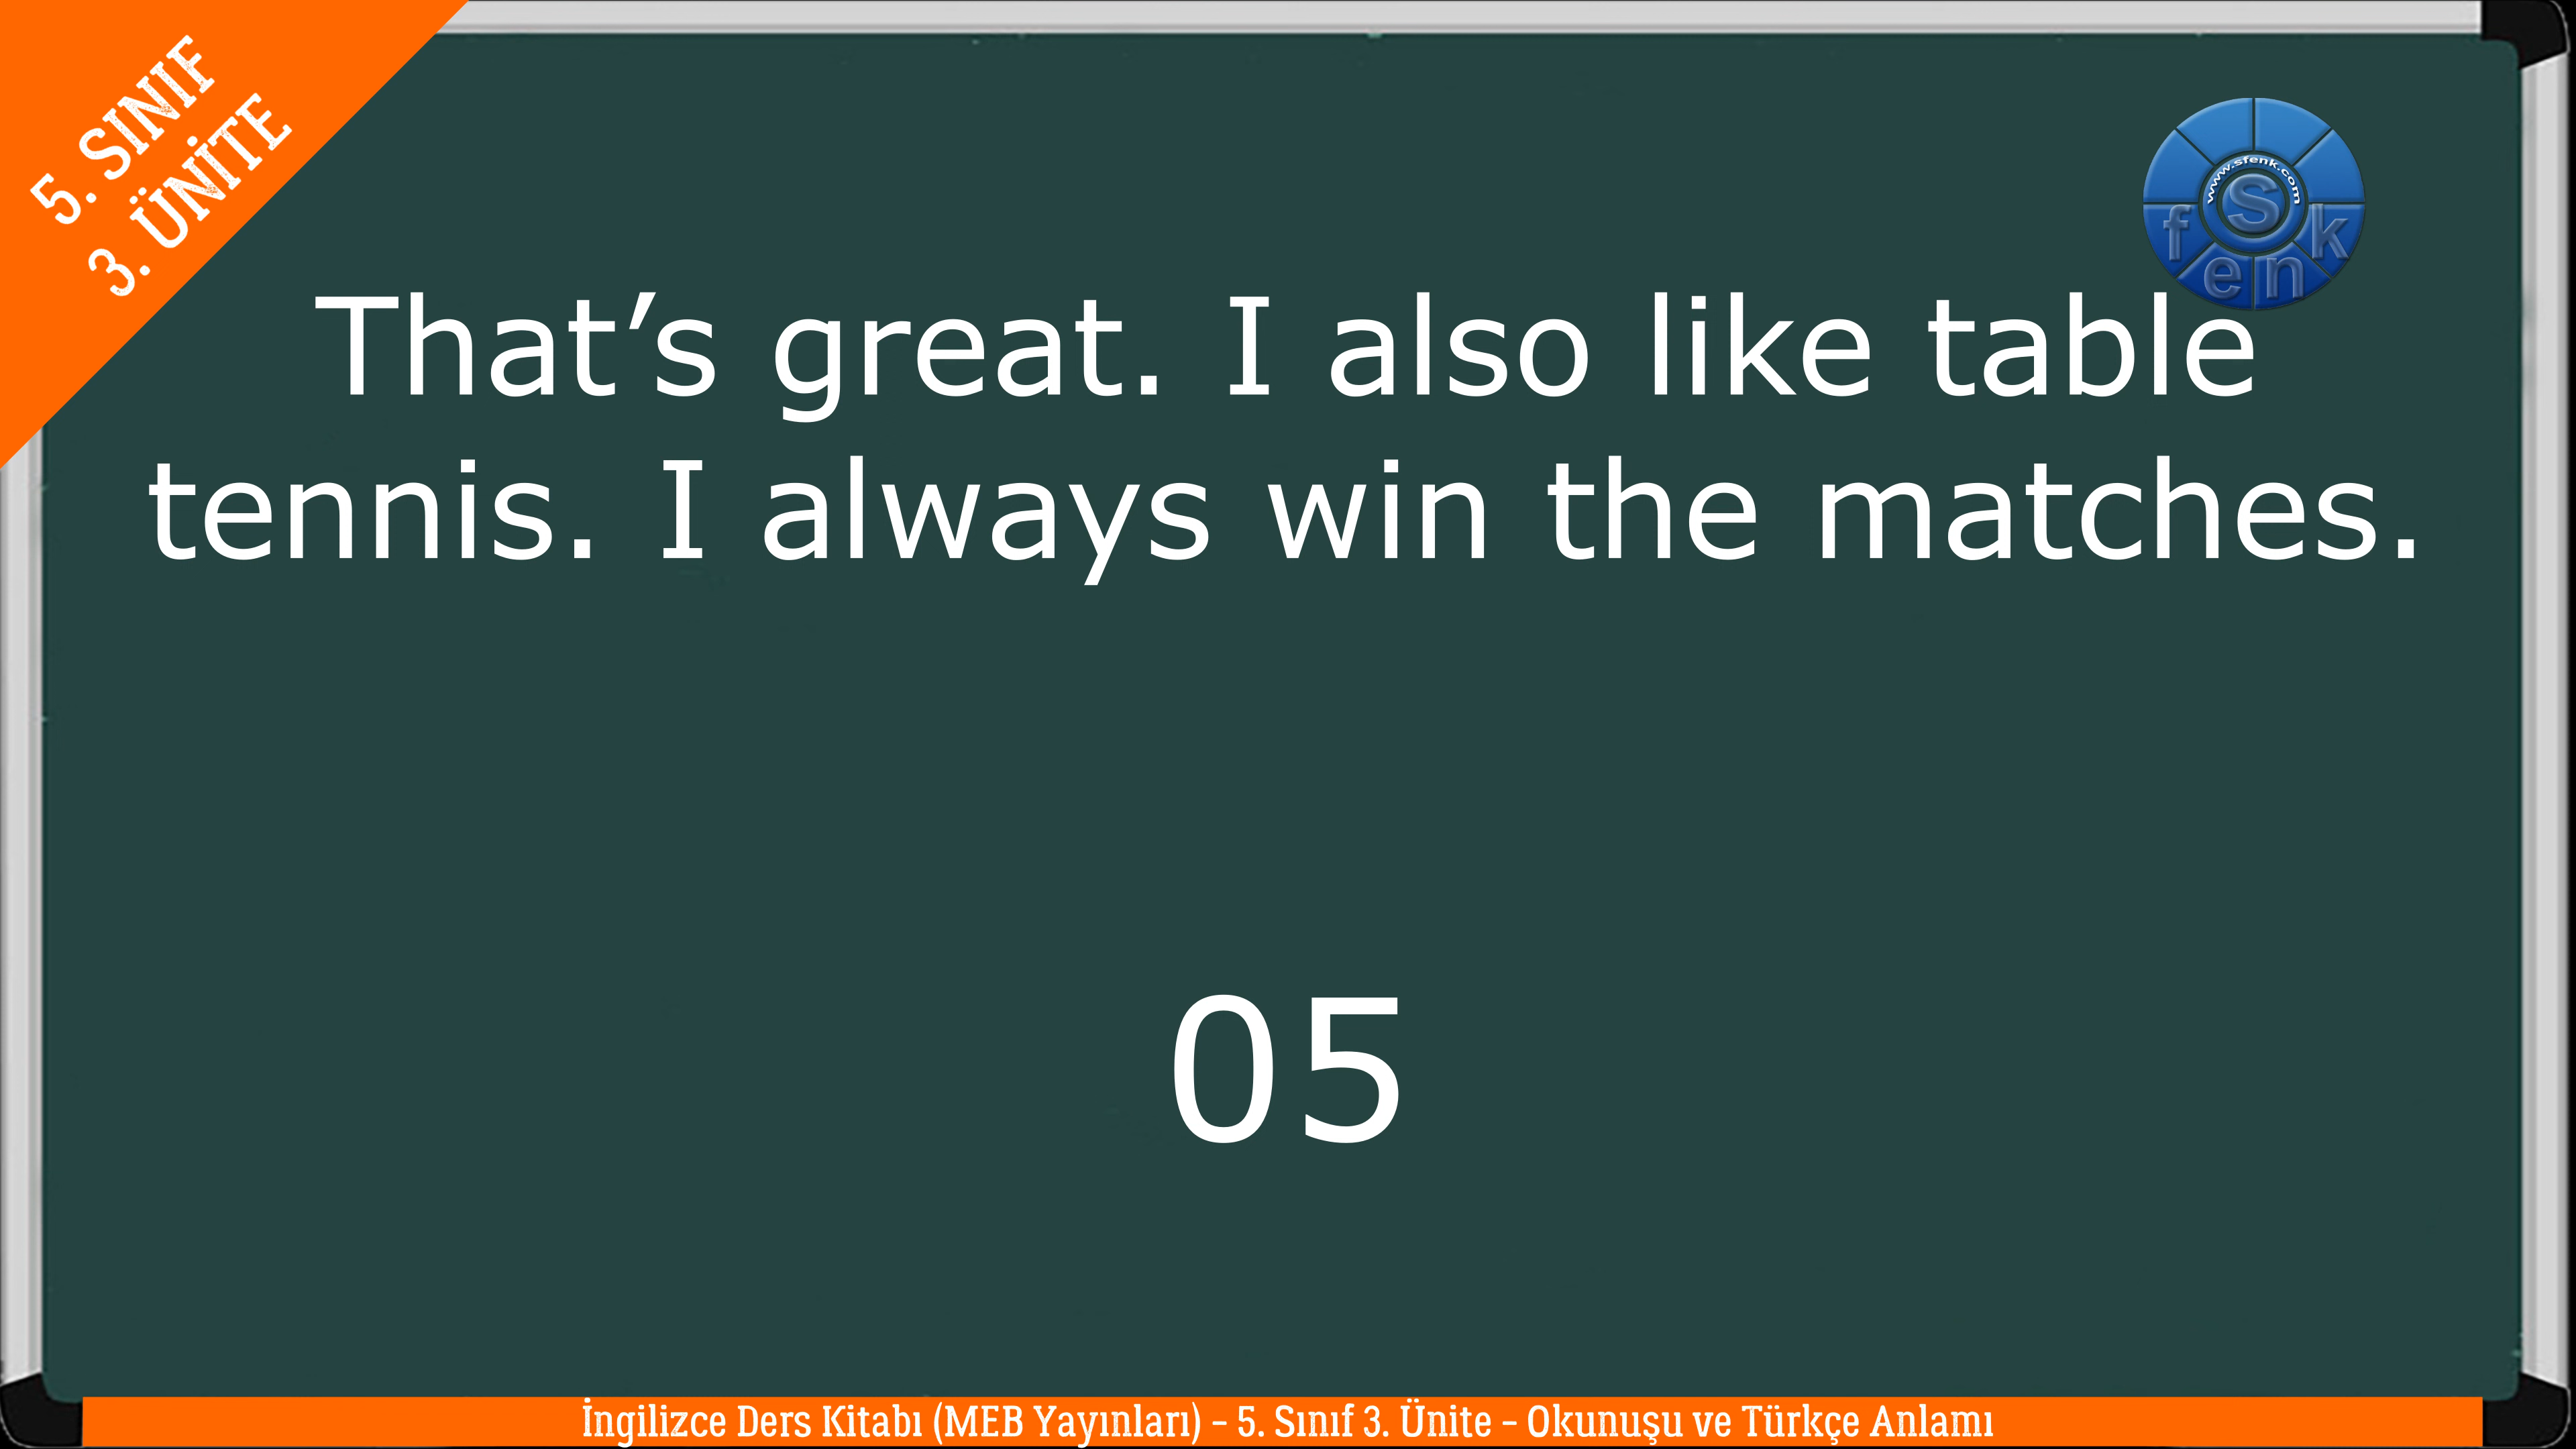 5. SINIF
3. ÜNİTE
www.sfenk.com
S
f e n k
That’s great. I also like table
tennis. I always win the matches.
05
İngilizce Ders Kitabı (MEB Yayınları) – 5. Sınıf 3. Ünite – Okunuşu ve Türkçe Anlamı